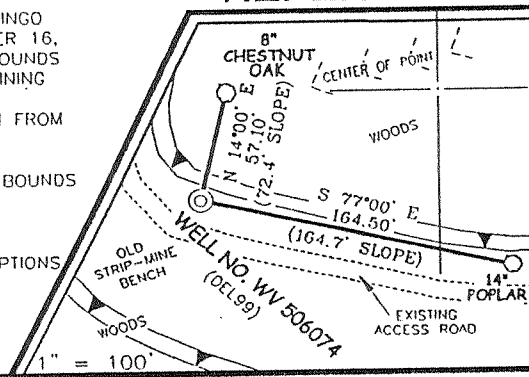 INGO
ER 16,
OUNDS
INING
FROM
BOUNDS
PTIONS
8"
CHESTNUT
OAK
CENTER OF POINT
WOODS
N 14°00' E
57.10'
(72.4' SLOPE)
S 77°00' E
164.50'
(164.7' SLOPE)
WELL NO. WV 506074
(DEL99)
OLD
STRIP-MINE
BENCH
14"
POPLAR
EXISTING
ACCESS ROAD
WOODS
1" = 100'